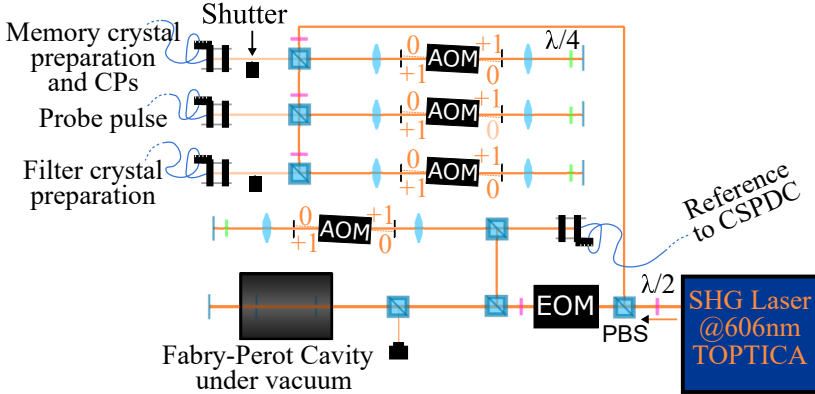 Shutter
Memory crystal
preparation
and CPs
0
+1
AOM
+1
0
λ/4
Probe pulse
0
+1
AOM
+1
0
Filter crystal
preparation
0
+1
AOM
+1
0
0
+1
AOM
+1
0
Reference
to CSPDC
Fabry-Perot Cavity
under vacuum
EOM
PBS
λ/2
SHG Laser
@606nm
TOPTICA